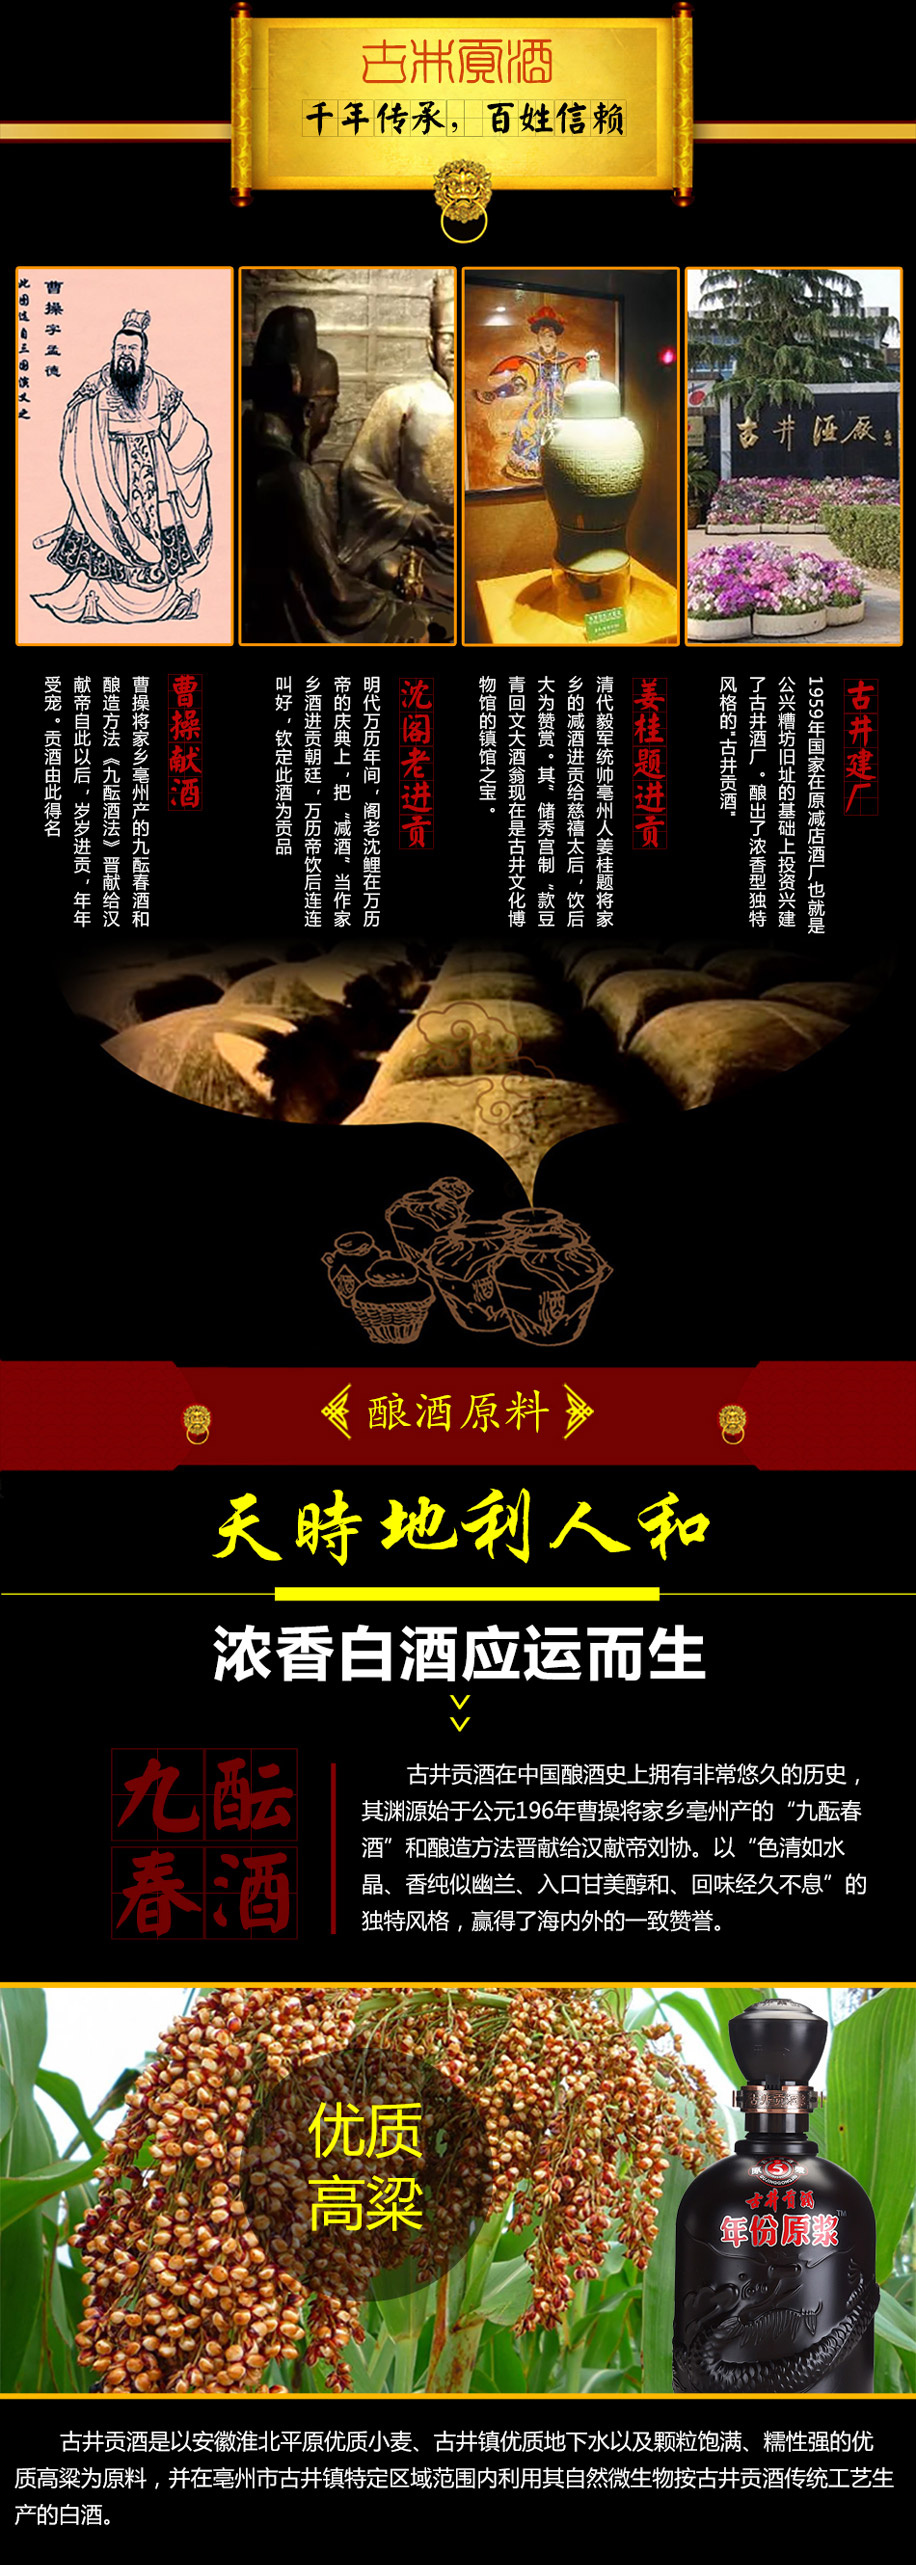 古井貢酒
千年传承，百姓信赖
曹操字孟德
此图选自三国演义之
古井酒厂
曹操献酒
曹操将家乡亳州产的九酝春酒和
酿造方法《九酝酒法》晋献给汉
献帝自此以后，岁岁进贡，年年
受宠。贡酒由此得名
沈阁老进贡
明代万历年间，阁老沈鲤在万历
帝的庆典上，把“减酒”当作家
乡酒进贡朝廷，万历帝饮后连连
叫好，钦定此酒为贡品
姜桂题进贡
清代毅军统帅亳州人姜桂题将家
乡的减酒进贡给慈禧太后，饮后
大为赞赏。其”储秀宫制“款豆
青回文大酒翁现在是古井文化博
物馆的镇馆之宝。
古井建厂
1959年国家在原减店酒厂也就是
公兴糟坊旧址的基础上投资兴建
了古井酒厂。酿出了浓香型独特
风格的"古井贡酒"
酿酒原料
天時地利人和
浓香白酒应运而生
九酝
春酒
古井贡酒在中国酿酒史上拥有非常悠久的历史，
其渊源始于公元196年曹操将家乡亳州产的“九酝春
酒”和酿造方法晋献给汉献帝刘协。以“色清如水
晶、香纯似幽兰、入口甘美醇和、回味经久不息”的
独特风格，赢得了海内外的一致赞誉。
优质
高粱
5
古井贡酒
年份原浆
古井贡酒是以安徽淮北平原优质小麦、古井镇优质地下水以及颗粒饱满、糯性强的优
质高粱为原料，并在亳州市古井镇特定区域范围内利用其自然微生物按古井贡酒传统工艺生
产的白酒。